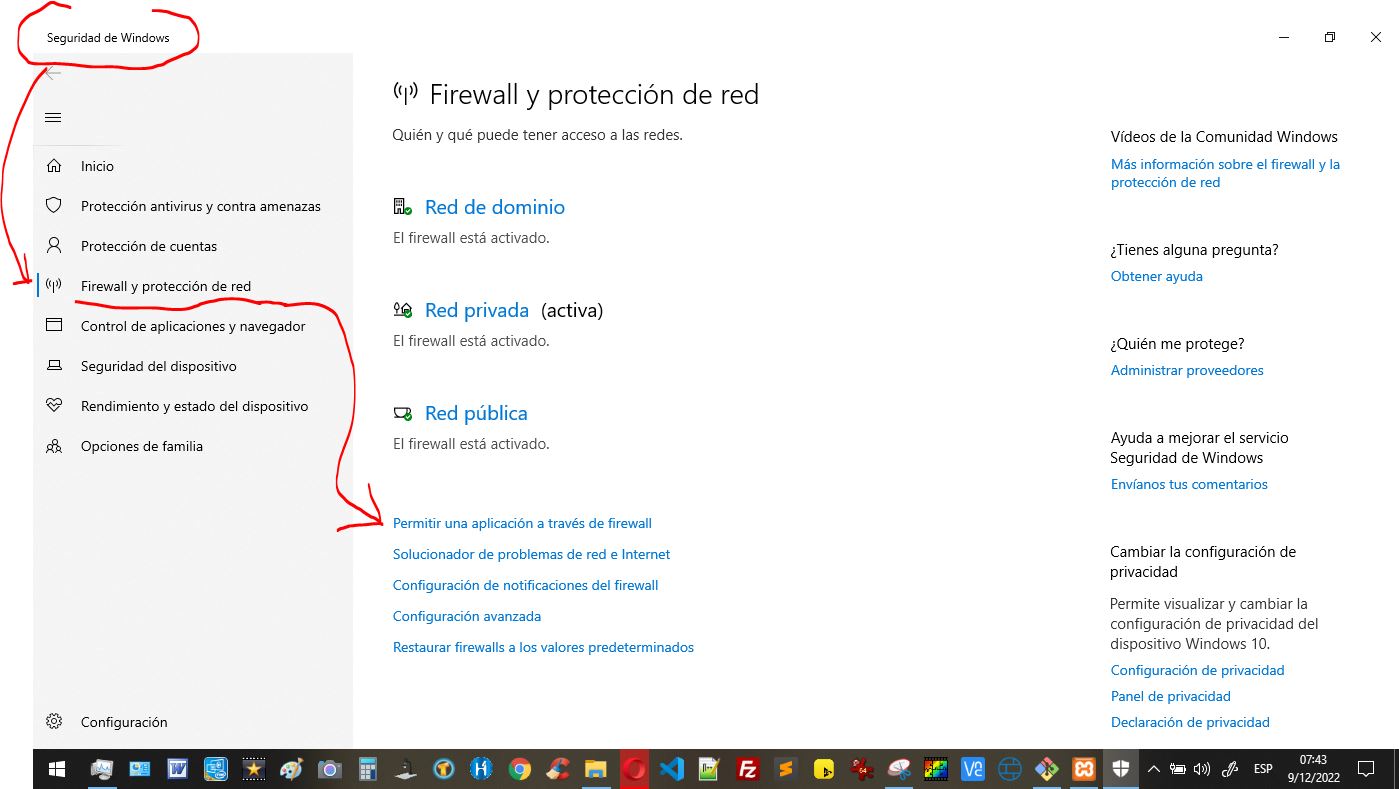 Seguridad de Windows
Inicio
Protección antivirus y contra amenazas
Protección de cuentas
Firewall y protección de red
Control de aplicaciones y navegador
Seguridad del dispositivo
Rendimiento y estado del dispositivo
Opciones de familia
Configuración
Firewall y protección de red
Quién y qué puede tener acceso a las redes.
Red de dominio
El firewall está activado.
Red privada (activa)
El firewall está activado.
Red pública
El firewall está activado.
Permitir una aplicación a través de firewall
Solucionador de problemas de red e Internet
Configuración de notificaciones del firewall
Configuración avanzada
Restaurar firewalls a los valores predeterminados
Vídeos de la Comunidad Windows
Más información sobre el firewall y la
protección de red
¿Tienes alguna pregunta?
Obtener ayuda
¿Quién me protege?
Administrar proveedores
Ayuda a mejorar el servicio
Seguridad de Windows
Envíanos tus comentarios
Cambiar la configuración de
privacidad
Permite visualizar y cambiar la
configuración de privacidad del
dispositivo Windows 10.
Configuración de privacidad
Panel de privacidad
Declaración de privacidad
ESP
07:43
9/12/2022